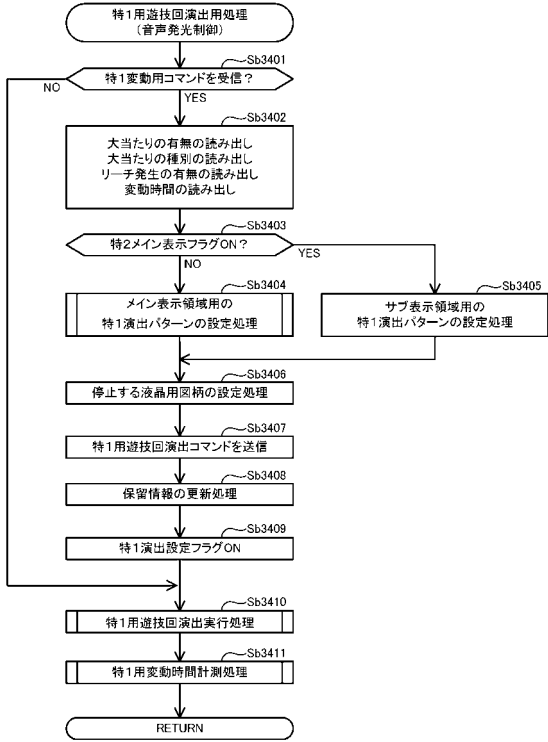 特1用遊技回演出用処理
(音声発光制御)
Sb3401
特1変動用コマンドを受信?
NO
YES
Sb3402
大当たりの有無の読み出し
大当たりの種別の読み出し
リーチ発生の有無の読み出し
変動時間の読み出し
Sb3403
特2メイン表示フラグON?
YES
NO
Sb3404
メイン表示領域用の
特1演出パターンの設定処理
Sb3405
サブ表示領域用の
特1演出パターンの設定処理
Sb3406
停止する液晶用図柄の設定処理
Sb3407
特1用遊技回演出コマンドを送信
Sb3408
保留情報の更新処理
Sb3409
特1演出設定フラグON
Sb3410
特1用遊技回演出実行処理
Sb3411
特1用変動時間計測処理
RETURN